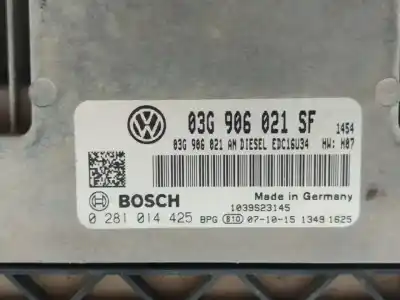 03G 906 021 SF 1454
03G 906 021 AM DIESEL EDC16U34 HW: H07
Made in Germany
BOSCH 1039S23145
0 281 014 425 BPG 810 07-10-15 1349 1625